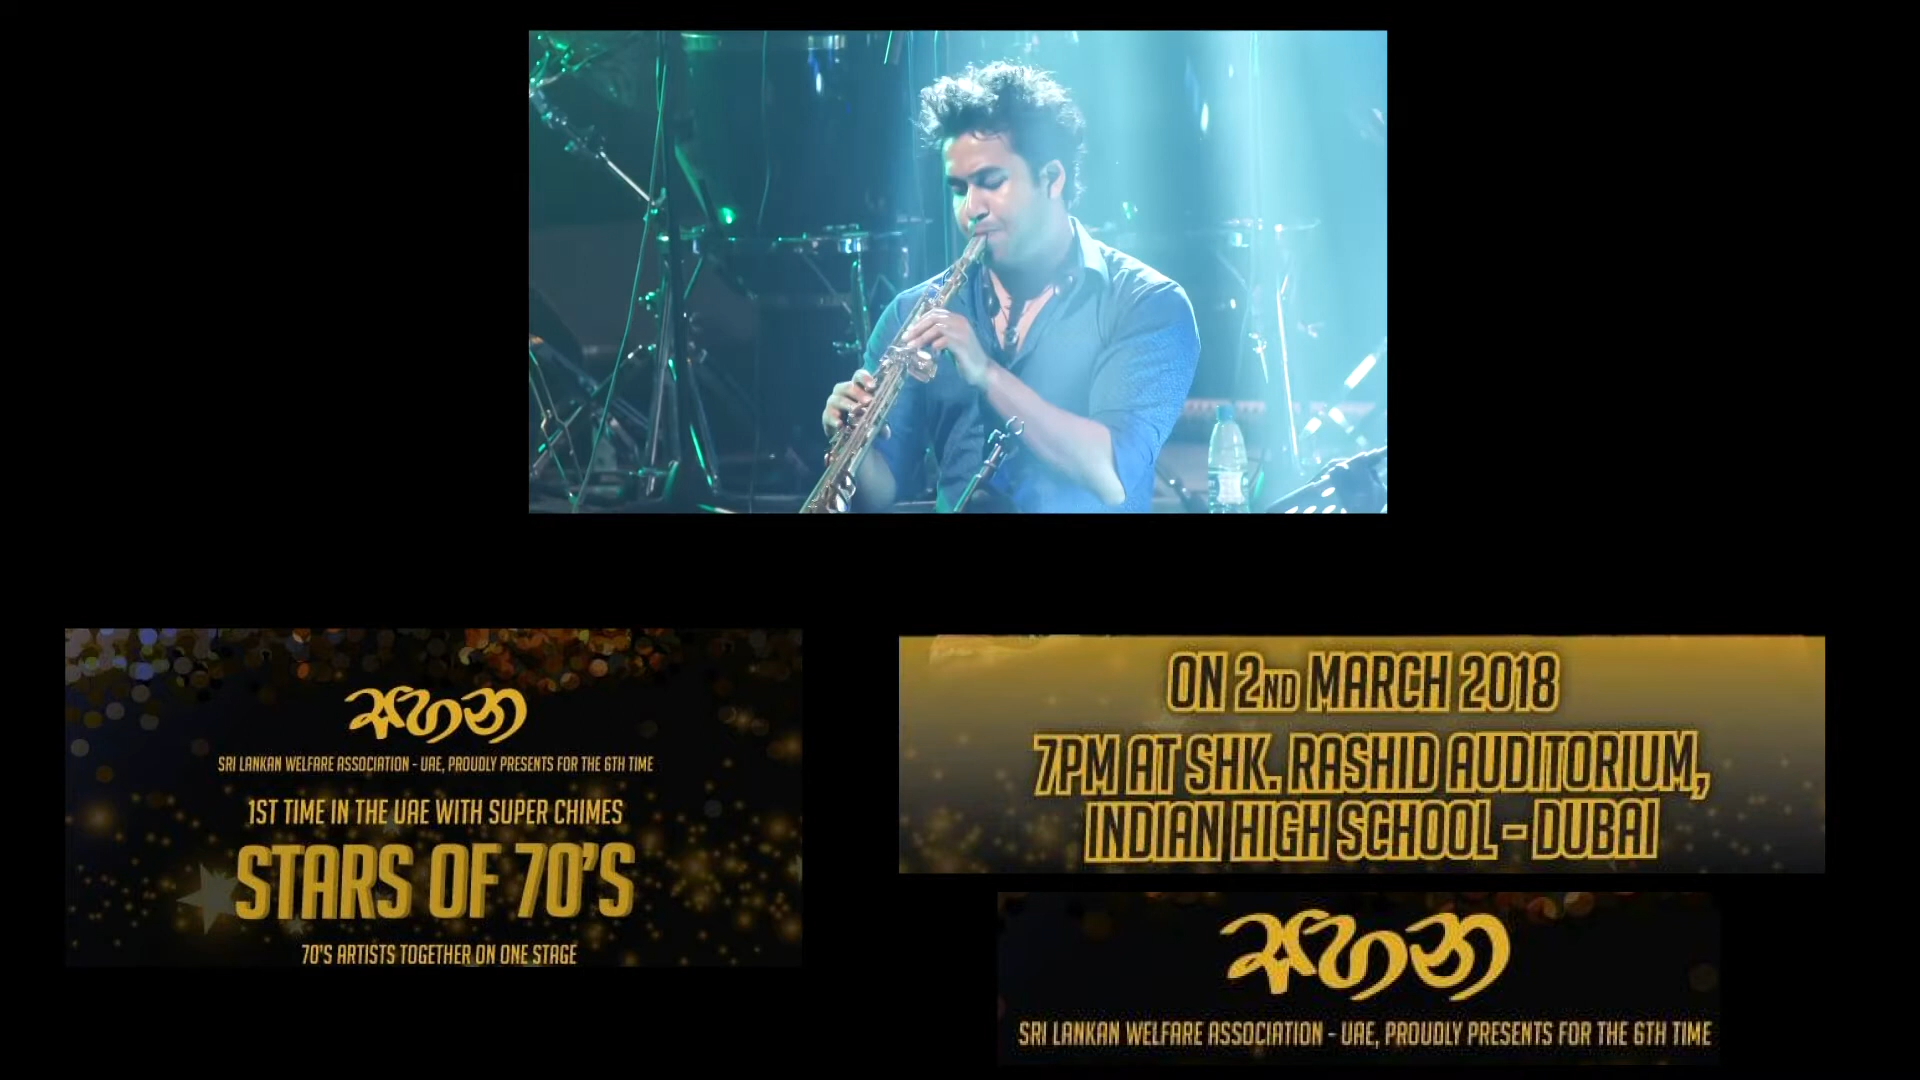 සහන
SRI LANKAN WELFARE ASSOCIATION - UAE, PROUDLY PRESENTS FOR THE 6TH TIME
1ST TIME IN THE UAE WITH SUPER CHIMES
STARS OF 70'S
70'S ARTISTS TOGETHER ON ONE STAGE
ON 2ND MARCH 2018
7PM AT SHK. RASHID AUDITORIUM,
INDIAN HIGH SCHOOL - DUBAI
සහන
SRI LANKAN WELFARE ASSOCIATION - UAE, PROUDLY PRESENTS FOR THE 6TH TIME